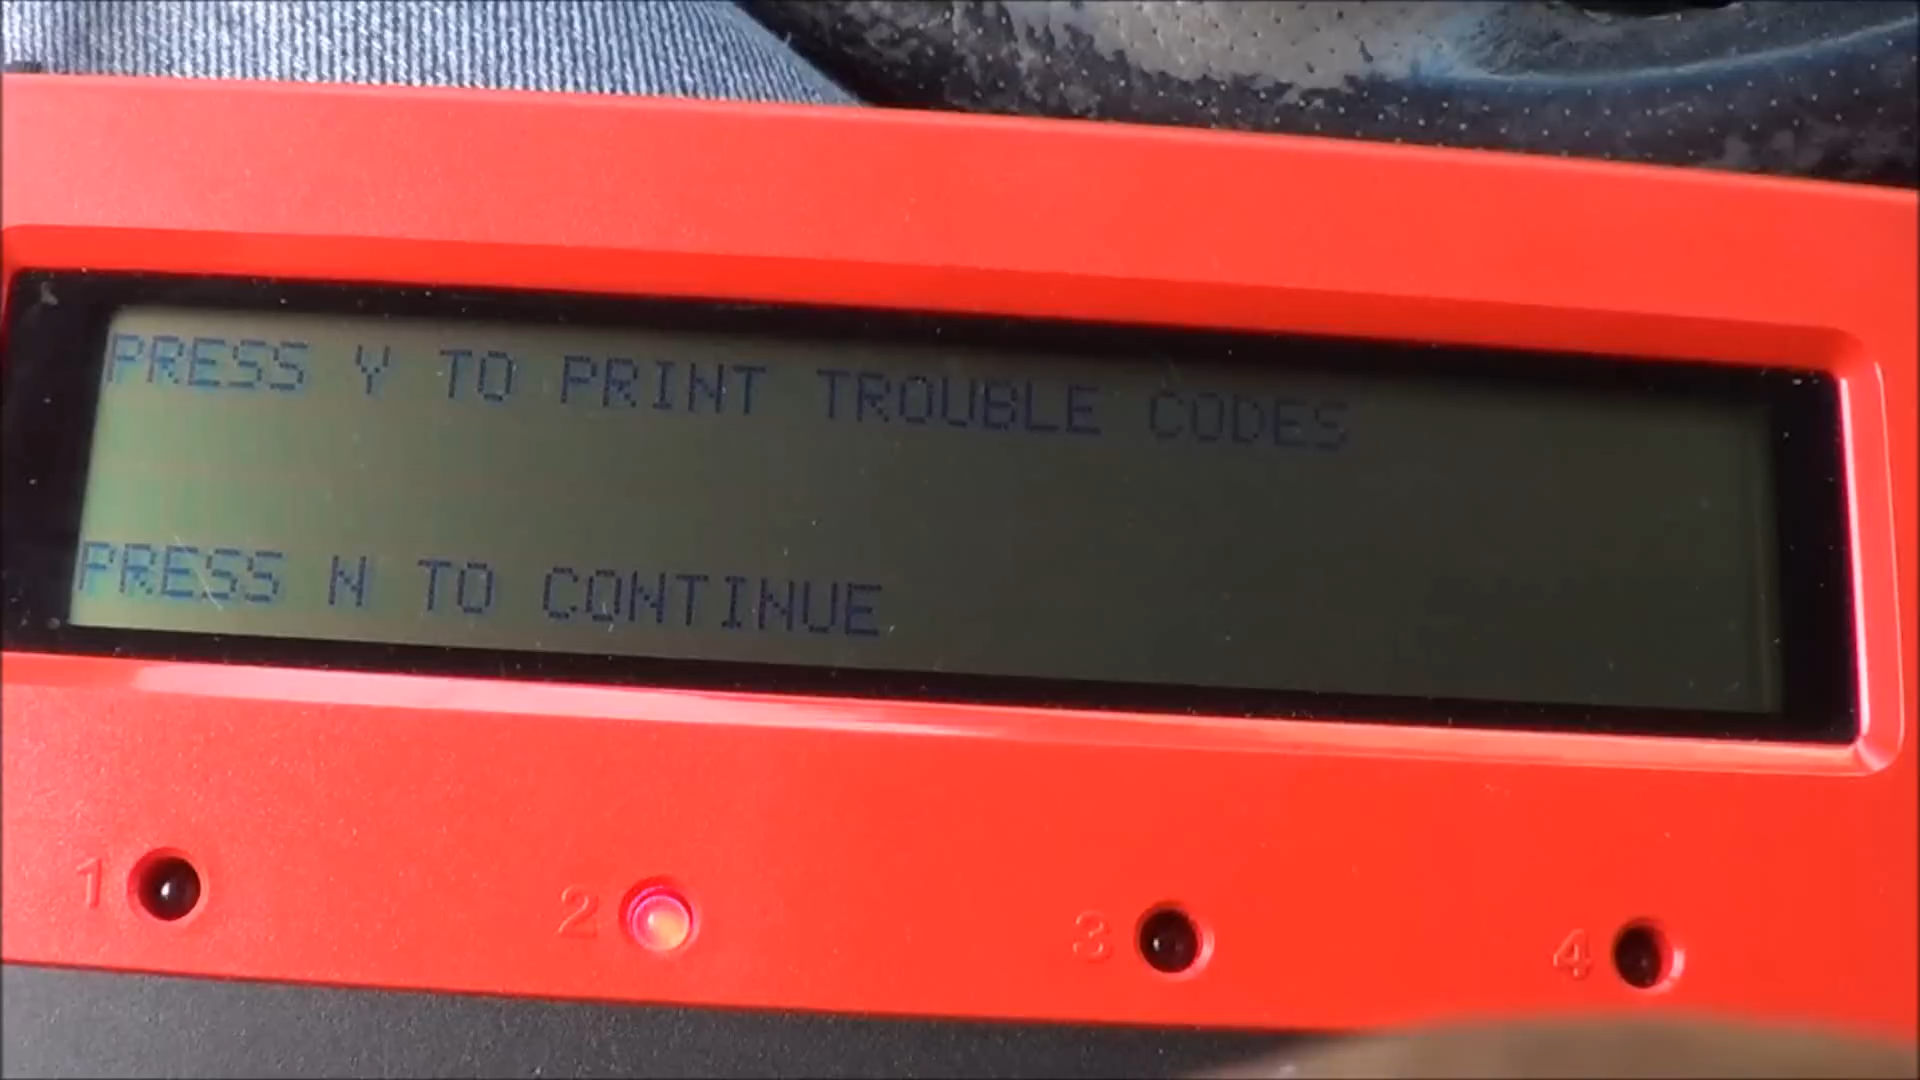 PRESS Y TO PRINT TROUBLE CODES
PRESS N TO CONTINUE
1 2 3 4